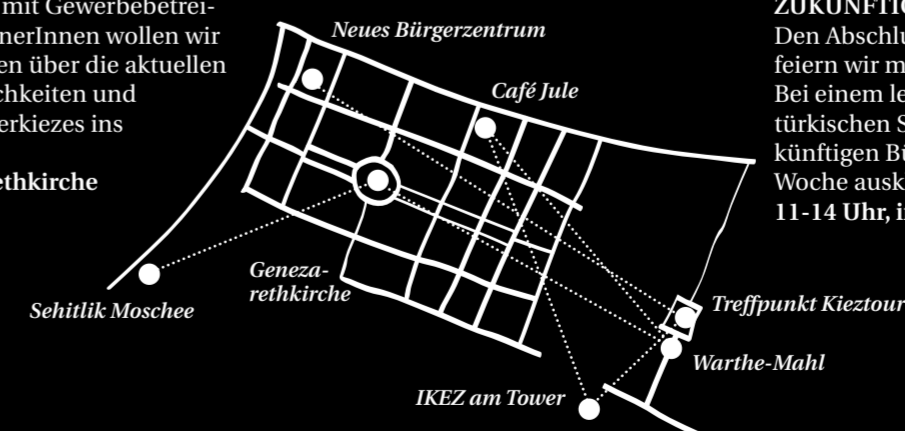 mit Gewerbebetrei-
nerInnen wollen wir
en über die aktuellen
chkeiten und
erkiezes ins
ethkirche
Neues Bürgerzentrum
Café Jule
Geneza-
rethkirche
Sehitlik Moschee
IKEZ am Tower
Treffpunkt Kieztour
Warthe-Mahl
ZUKUNFTIG
Den Abschlu
feiern wir m
Bei einem le
türkischen S
künftigen Bü
Woche ausk
11-14 Uhr, i